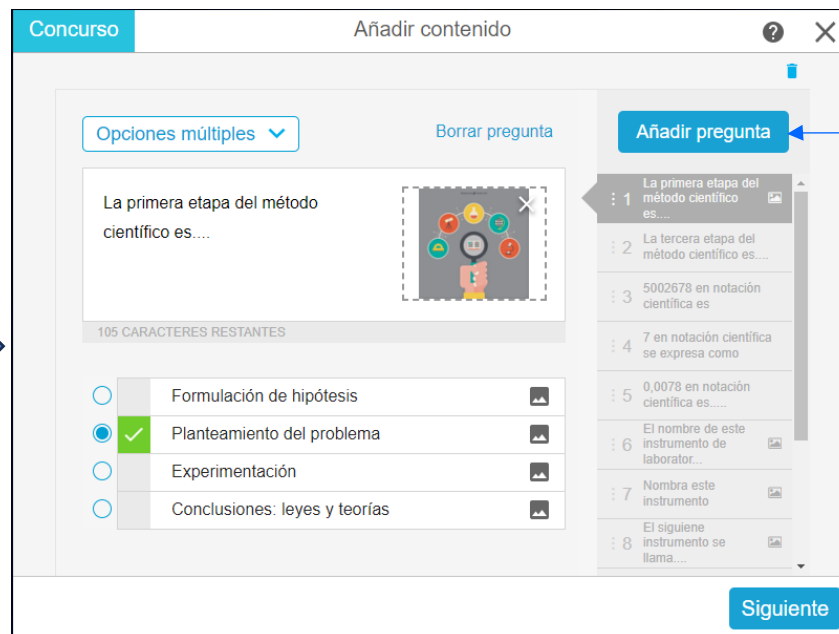 Concurso
Añadir contenido
Opciones múltiples
Borrar pregunta
Añadir pregunta
La primera etapa del método
científico es....
105 CARACTERES RESTANTES
Formulación de hipótesis
Planteamiento del problema
Experimentación
Conclusiones: leyes y teorías
1
La primera etapa del
método científico
es....
2
La tercera etapa del
método científico es....
3
5002678 en notación
científica es
4
7 en notación científica
se expresa como
5
0,0078 en notación
científica es.....
6
El nombre de este
instrumento de
laborator...
7
Nombra este
instrumento
8
El siguiene
instrumento se
llama....
Siguiente